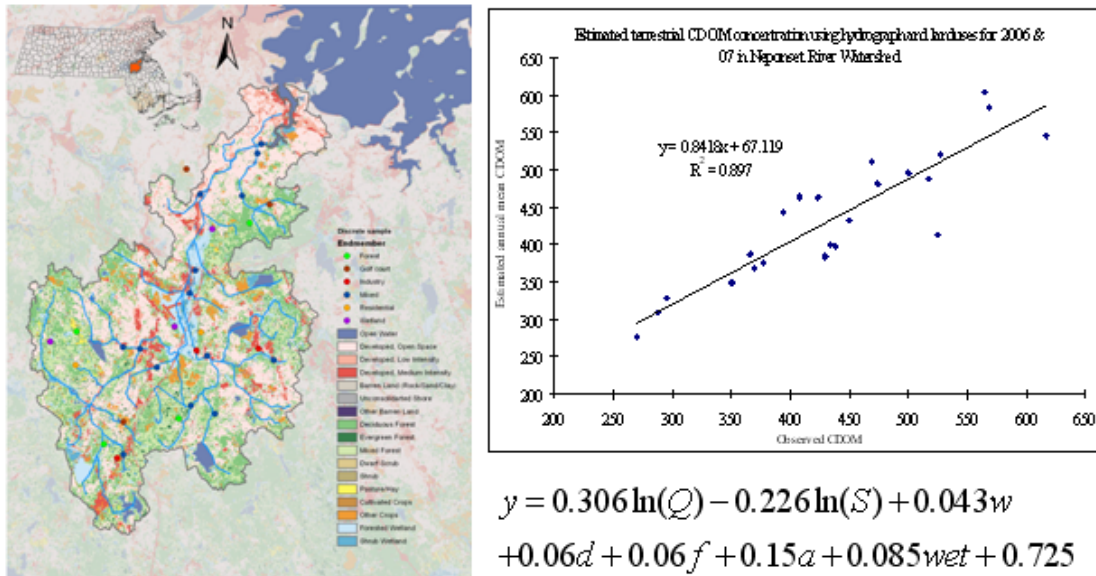 N
Discrete sample
Endmember
Forest
Golf court
Industry
Mixed
Residential
Wetland
Open Water
Developed, Open Space
Developed, Low Intensity
Developed, Medium Intensity
Barren Land (Rock/Sand/Clay)
Unconsolidated Shore
Other Barren Land
Deciduous Forest
Evergreen Forest
Mixed Forest
Dwarf Scrub
Shrub
Pasture/Hay
Cultivated Crops
Other Crops
Forested Wetland
Shrub Wetland
Estimated terrestrial CDOM concentration using hydrograph and landuses for 2006 &
07 in Neponset River Watershed
Estimated annual mean CDOM
650
600
550
500
450
400
350
300
250
200
y= 0.8418x + 67.119
R² = 0.897
200 250 300 350 400 450 500 550 600 650
Observed CDOM
y = 0.306 ln(Q) − 0.226 ln(S) + 0.043w
+0.06d + 0.06f + 0.15a + 0.085wet + 0.725